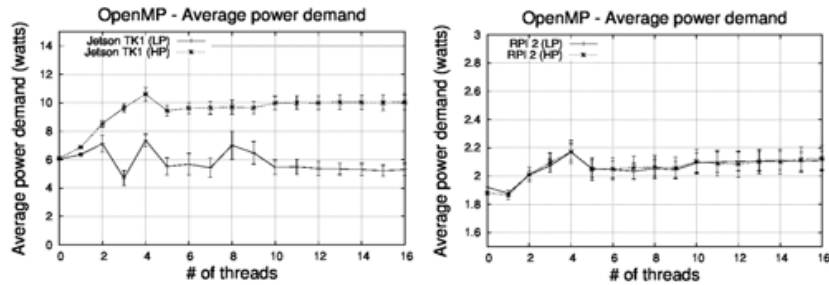 OpenMP - Average power demand
Average power demand (watts)
14
12
10
8
6
4
2
0
Jetson TK1 (LP)
Jetson TK1 (HP)
0 2 4 6 8 10 12 14 16
# of threads
OpenMP - Average power demand
Average power demand (watts)
3
2.8
2.6
2.4
2.2
2
1.8
1.6
RPI 2 (LP)
RPI 2 (HP)
0 2 4 6 8 10 12 14 16
# of threads